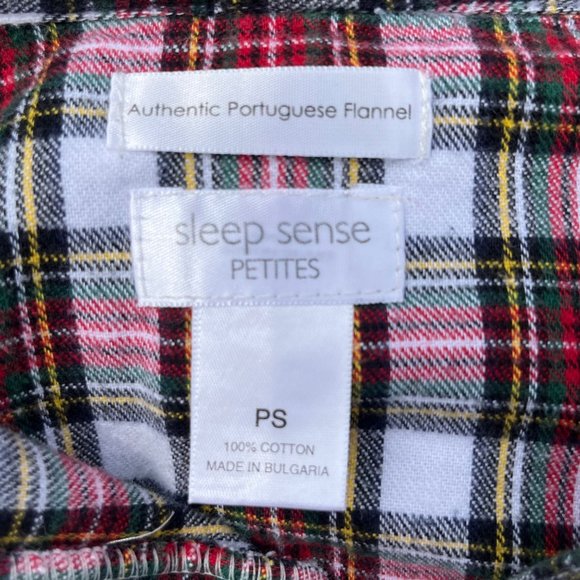 Authentic Portuguese Flannel
sleep sense
PETITES
PS
100% COTTON
MADE IN BULGARIA